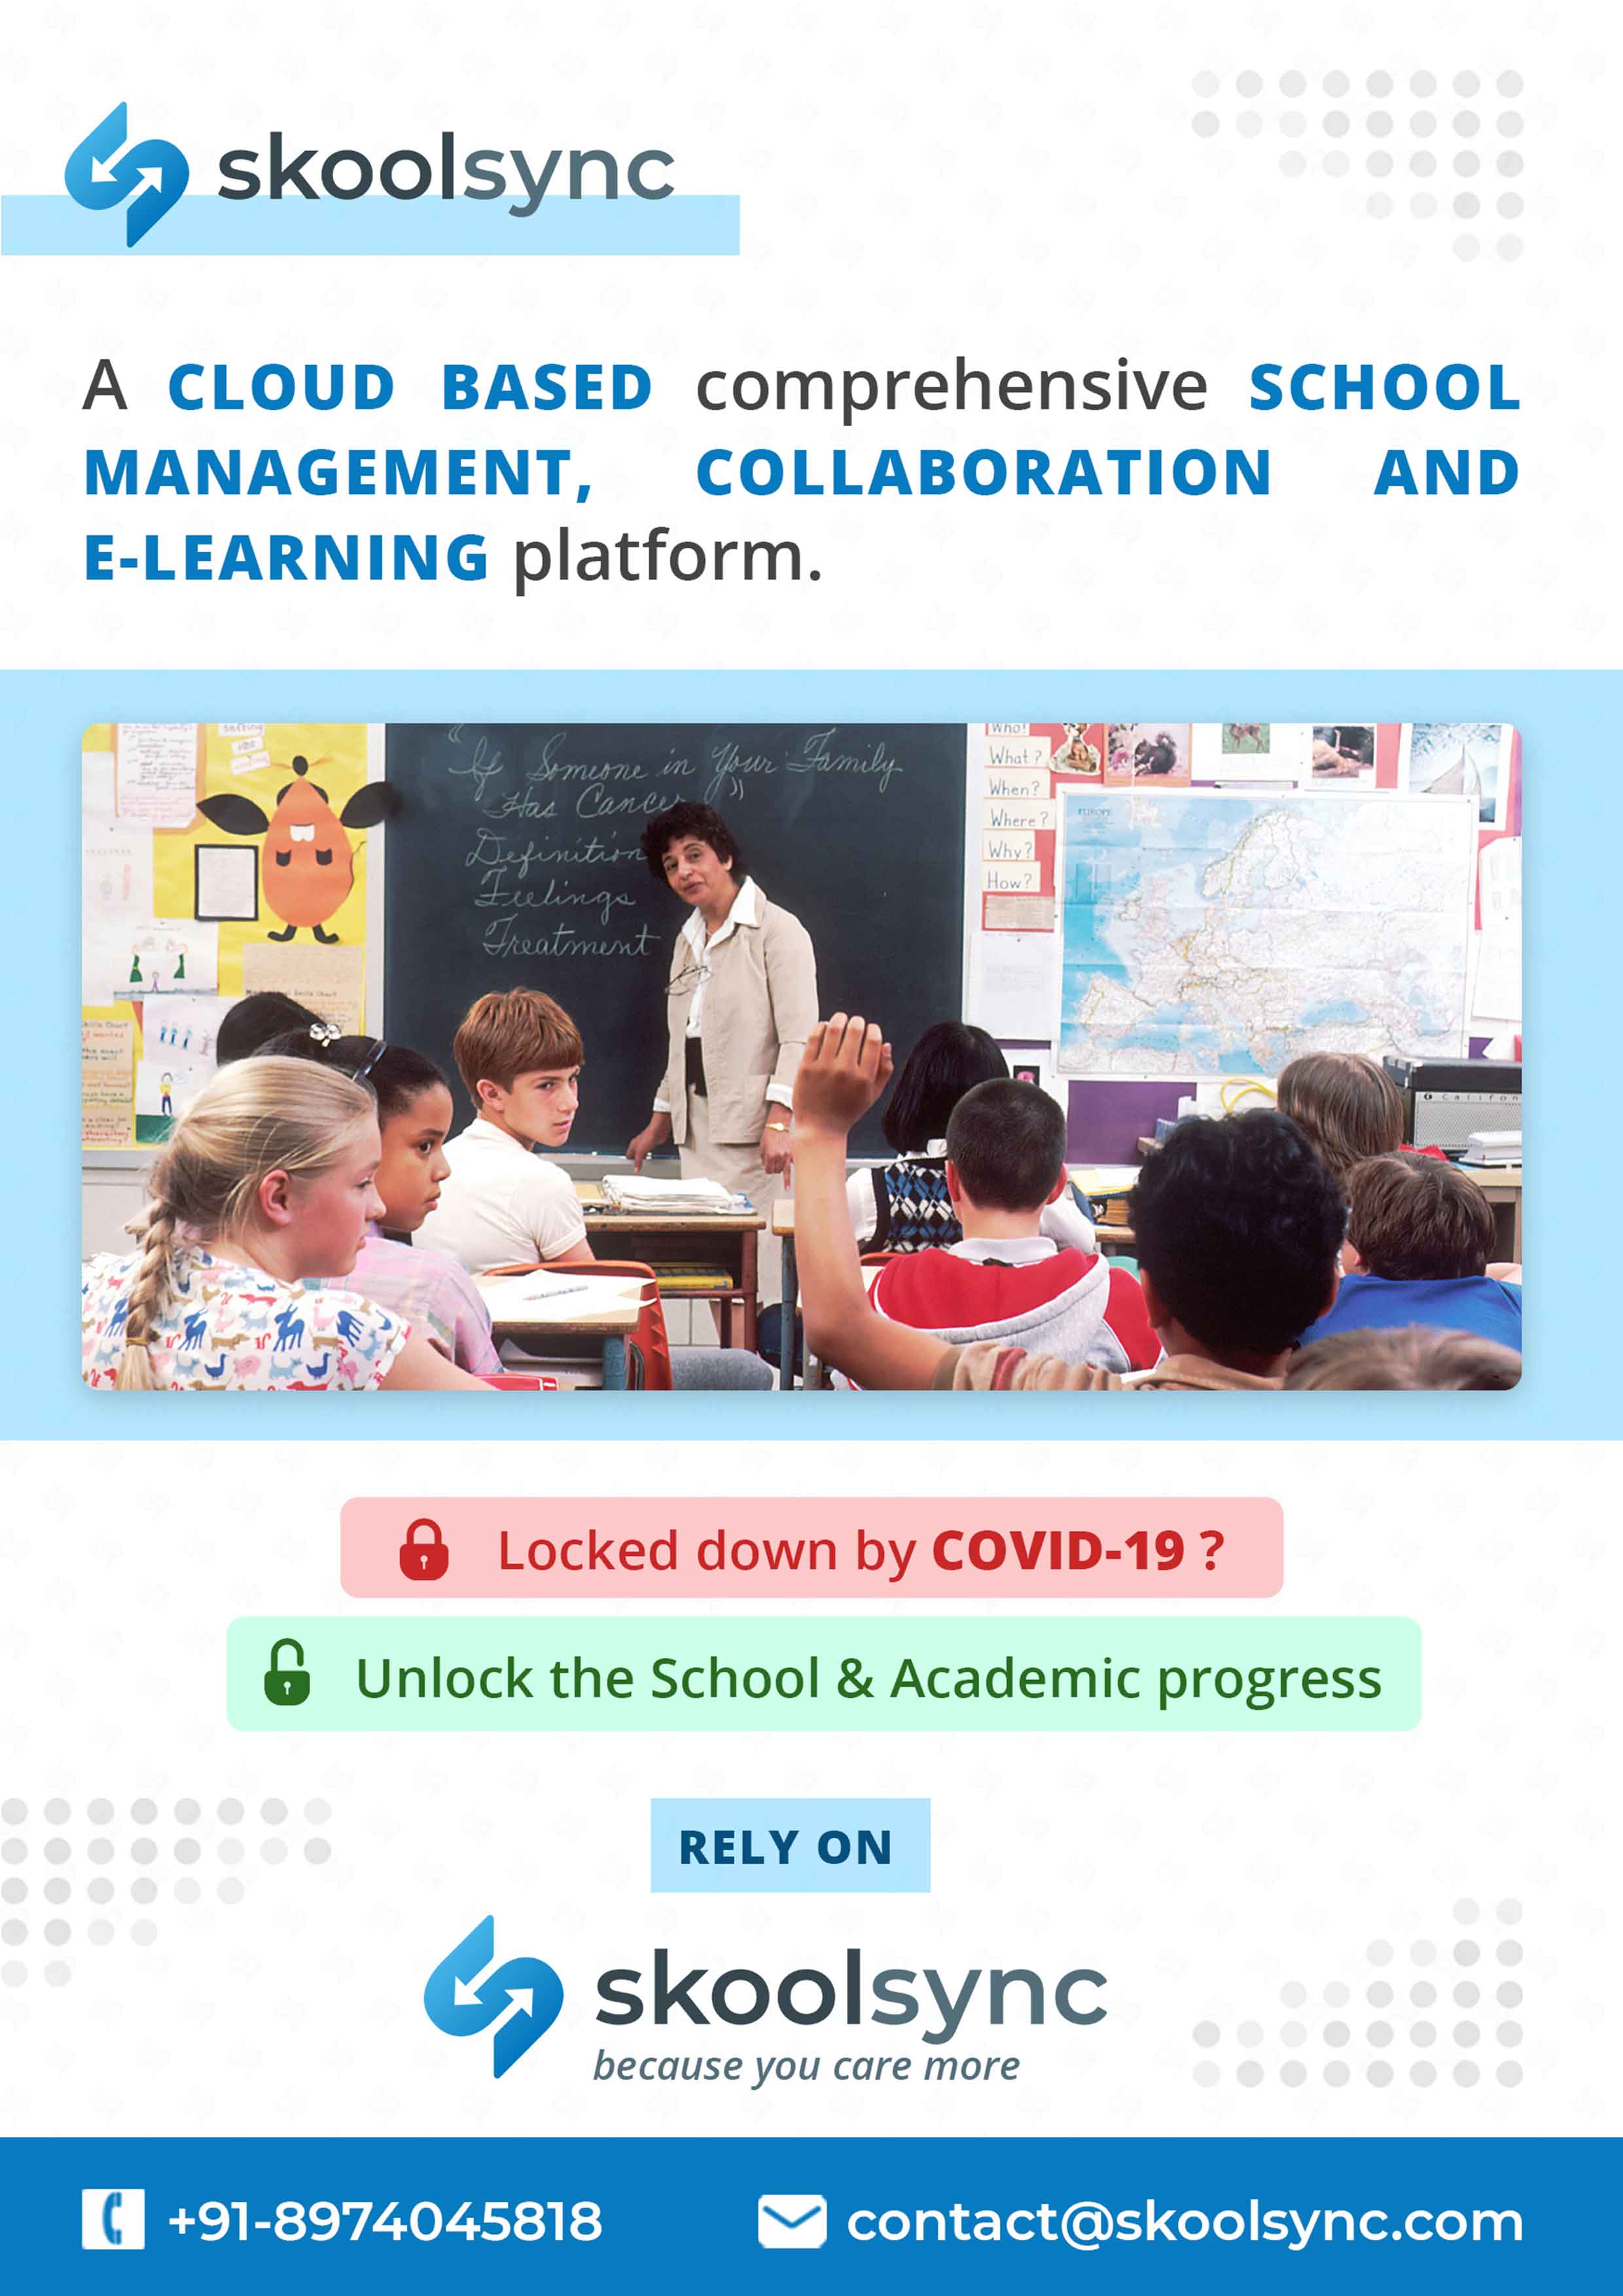 skoolsync
A CLOUD BASED comprehensive SCHOOL
MANAGEMENT, COLLABORATION AND
E-LEARNING platform.
"If Someone in Your Family
Has Cancer"
Definition
Feelings
Treatment
Who?
What?
When?
Where?
Why?
How?
EUROPE
Locked down by COVID-19 ?
Unlock the School & Academic progress
RELY ON
skoolsync
because you care more
+91-8974045818
contact@skoolsync.com